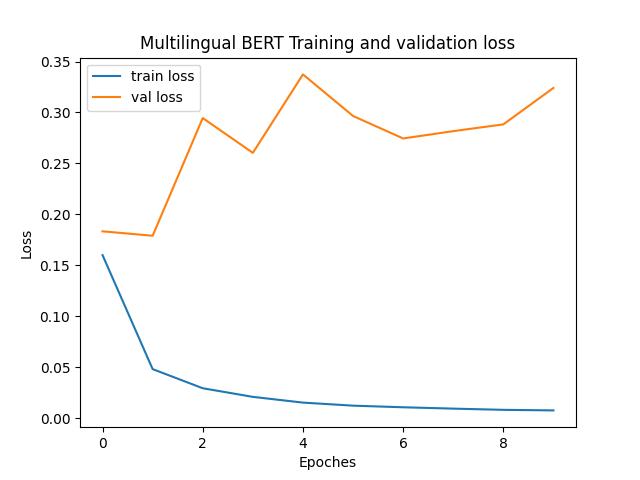 Multilingual BERT Training and validation loss
train loss
val loss
0.35
0.30
0.25
0.20
0.15
0.10
0.05
0.00
Loss
0 2 4 6 8
Epoches